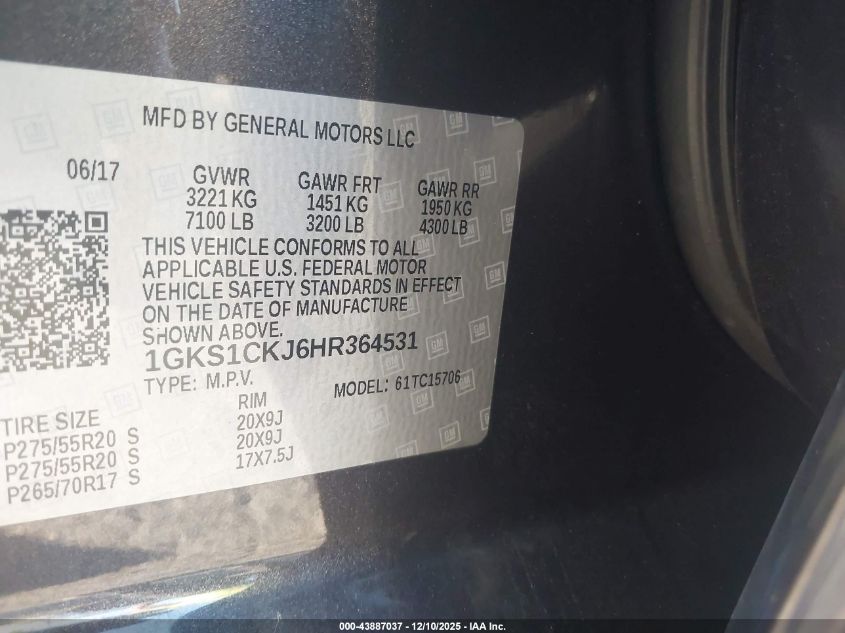 MFD BY GENERAL MOTORS LLC
06/17
GVWR GAWR FRT GAWR RR
3221 KG 1451 KG 1950 KG
7100 LB 3200 LB 4300 LB
THIS VEHICLE CONFORMS TO ALL
APPLICABLE U.S. FEDERAL MOTOR
VEHICLE SAFETY STANDARDS IN EFFECT
ON THE DATE OF MANUFACTURE
SHOWN ABOVE.
1GKS1CKJ6HR364531
TYPE: M.P.V. MODEL: 61TC15706
TIRE SIZE RIM
P275/55R20 S 20X9J
P275/55R20 S 20X9J
P265/70R17 S 17X7.5J
000-43887037 - 12/10/2025 - IAA Inc.